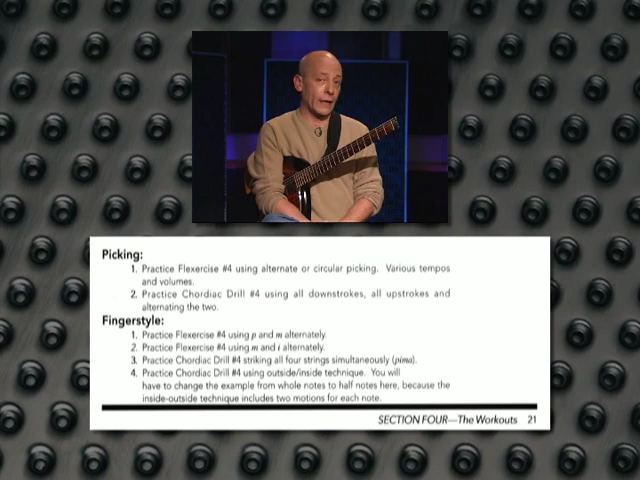 Picking:
1. Practice Flexercise #4 using alternate or circular picking. Various tempos
and volumes.
2. Practice Chordiac Drill #4 using all downstrokes, all upstrokes and
alternating the two.
Fingerstyle:
1. Practice Flexercise #4 using p and m alternately.
2. Practice Flexercise #4 using m and i alternately.
3. Practice Chordiac Drill #4 striking all four strings simultaneously (pima).
4. Practice Chordiac Drill #4 using outside/inside technique. You will
have to change the example from whole notes to half notes here, because the
inside-outside technique includes two motions for each note.
SECTION FOUR—The Workouts 21